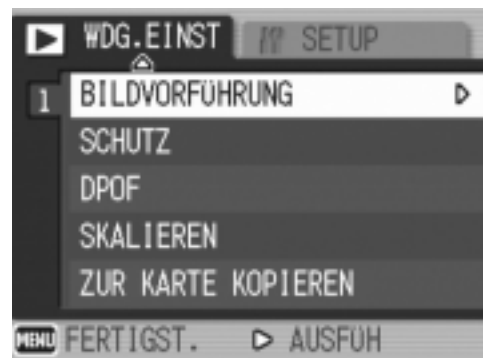 WDG.EINST SETUP
1 BILDVORFÜHRUNG
SCHUTZ
DPOF
SKALIEREN
ZUR KARTE KOPIEREN
MENU FERTIGST. AUSFÜH